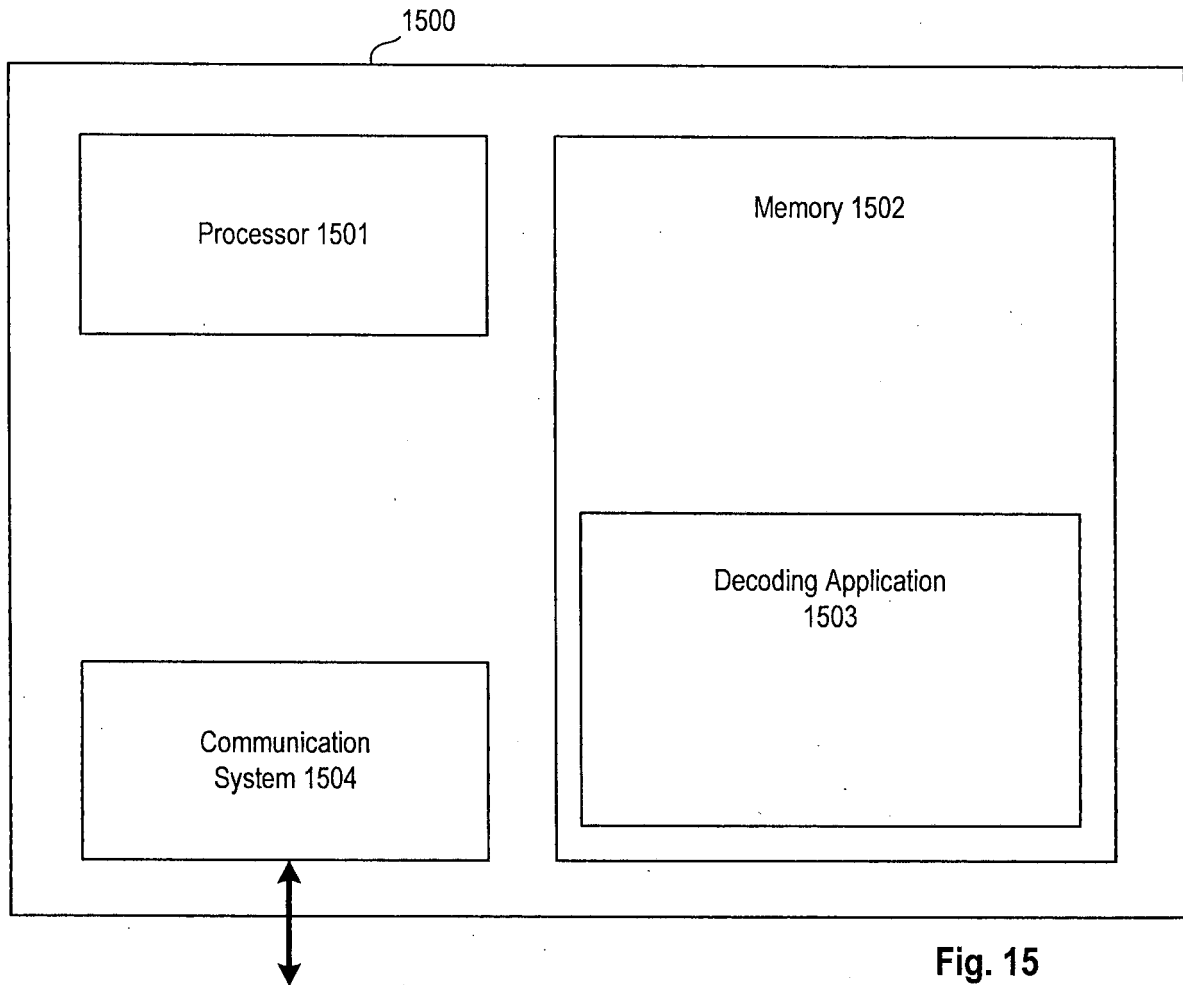 1500
Processor 1501
Memory 1502
Decoding Application
1503
Communication
System 1504
Fig. 15